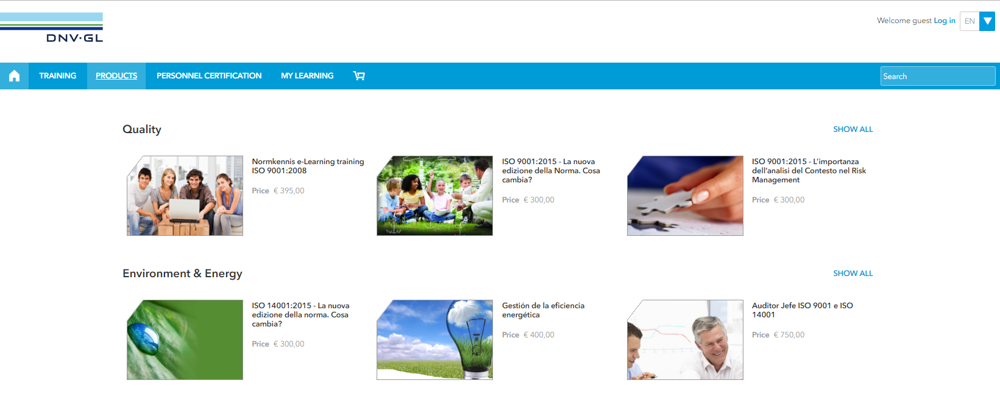 DNV·GL
Welcome guest Log in EN
TRAINING PRODUCTS PERSONNEL CERTIFICATION MY LEARNING Search
Quality SHOW ALL
Normkennis e-Learning training
ISO 9001:2008
Price € 395,00
ISO 9001:2015 - La nuova
edizione della Norma. Cosa
cambia?
Price € 300,00
ISO 9001:2015 - L'importanza
dell'analisi del Contesto nel Risk
Management
Price € 300,00
Environment & Energy SHOW ALL
ISO 14001:2015 - La nuova
edizione della norma. Cosa
cambia?
Price € 300,00
Gestión de la eficiencia
energética
Price € 400,00
Auditor Jefe ISO 9001 e ISO
14001
Price € 750,00